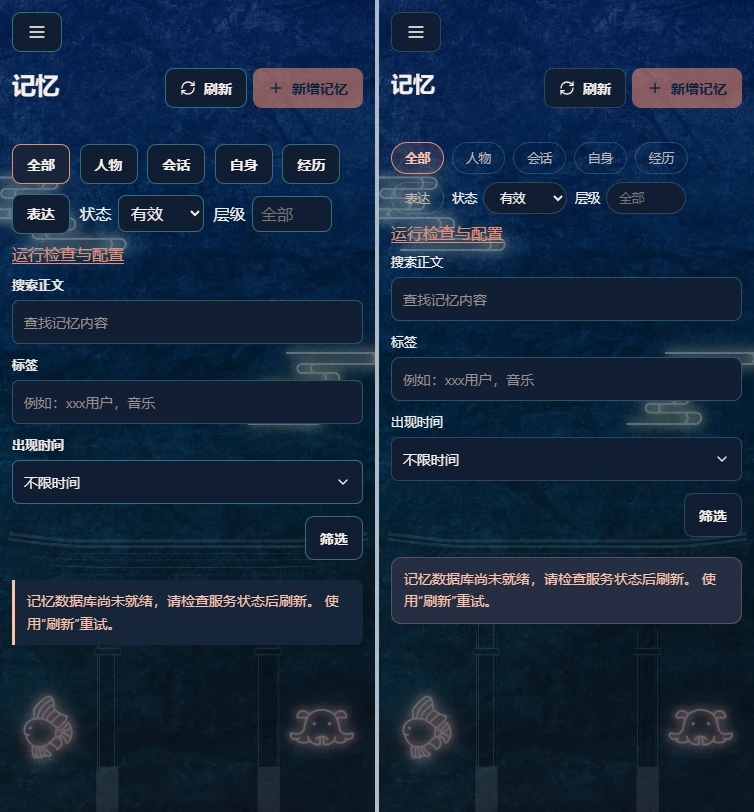 记忆
刷新
新增记忆
全部 人物 会话 自身 经历
表达 状态 有效 层级 全部
运行检查与配置
搜索正文
查找记忆内容
标签
例如：xxx用户，音乐
出现时间
不限时间
筛选
记忆数据库尚未就绪，请检查服务状态后刷新。 使
用"刷新"重试。
记忆
刷新
新增记忆
全部 人物 会话 自身 经历
表达 状态 有效 层级 全部
运行检查与配置
搜索正文
查找记忆内容
标签
例如：xxx用户，音乐
出现时间
不限时间
筛选
记忆数据库尚未就绪，请检查服务状态后刷新。 使
用"刷新"重试。